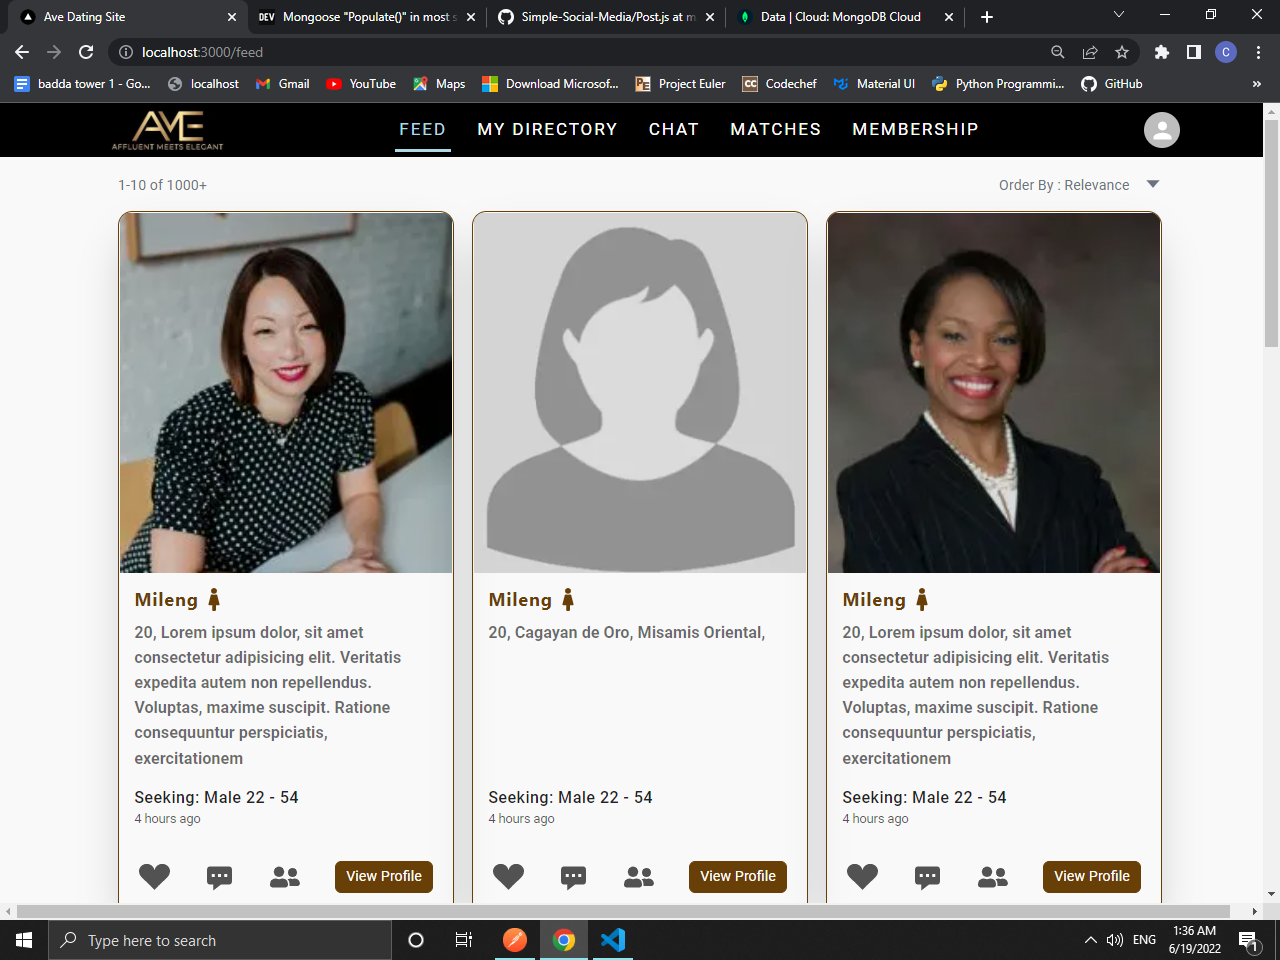 Ave Dating Site
DEV Mongoose "Populate()" in most s
Simple-Social-Media/Post.js at m
Data | Cloud: MongoDB Cloud
localhost:3000/feed
C
badda tower 1 - Go...
localhost
Gmail
YouTube
Maps
Download Microsof...
PE Project Euler
CC Codechef
Material UI
Python Programmi...
GitHub
»
AME
AFFLUENT MEETS ELEGANT
FEED
MY DIRECTORY
CHAT
MATCHES
MEMBERSHIP
1-10 of 1000+
Order By : Relevance
Mileng
20, Lorem ipsum dolor, sit amet
consectetur adipisicing elit. Veritatis
expedita autem non repellendus.
Voluptas, maxime suscipit. Ratione
consequuntur perspiciatis,
exercitationem
Seeking: Male 22 - 54
4 hours ago
View Profile
Mileng
20, Cagayan de Oro, Misamis Oriental,
Seeking: Male 22 - 54
4 hours ago
View Profile
Mileng
20, Lorem ipsum dolor, sit amet
consectetur adipisicing elit. Veritatis
expedita autem non repellendus.
Voluptas, maxime suscipit. Ratione
consequuntur perspiciatis,
exercitationem
Seeking: Male 22 - 54
4 hours ago
View Profile
Type here to search
ENG
1:36 AM
6/19/2022
1